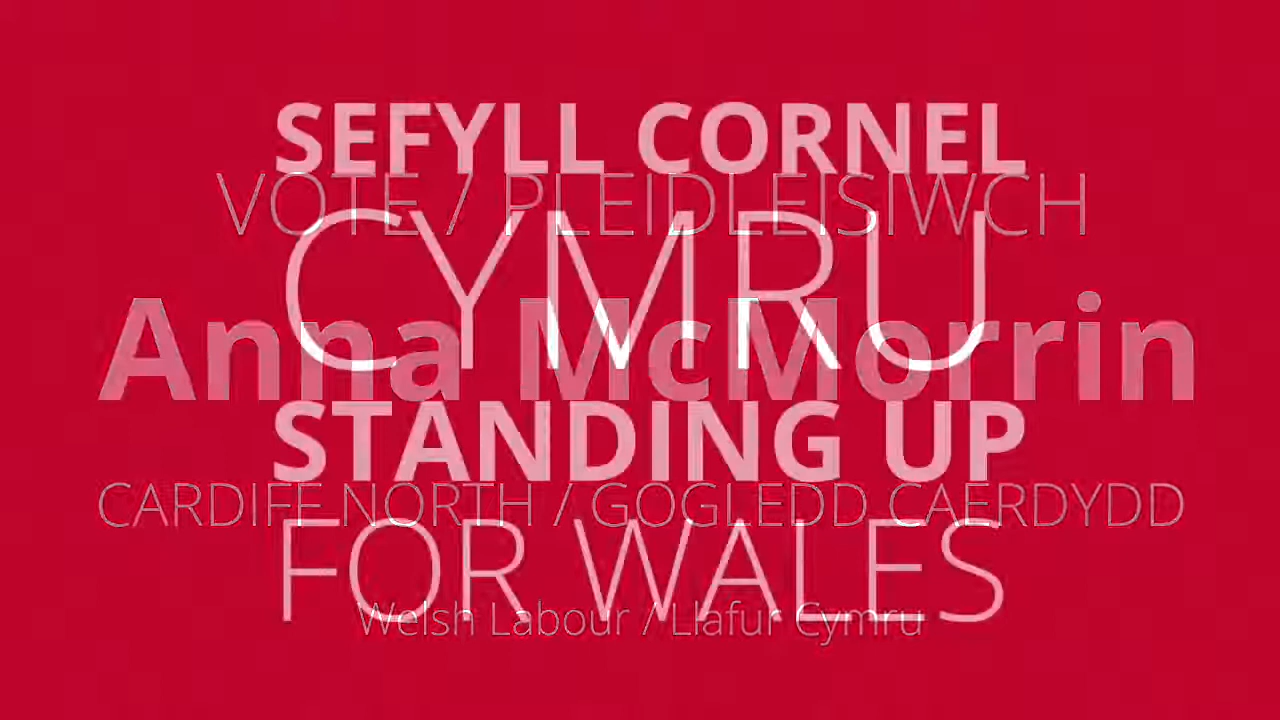 SEFYLL CORNEL
VOTE / PLEIDLEISIWCH
CYMRU
Anna McMorrin
STANDING UP
CARDIFF NORTH / GOGLEDD CAERDYDD
FOR WALES
Welsh Labour / Llafur Cymru